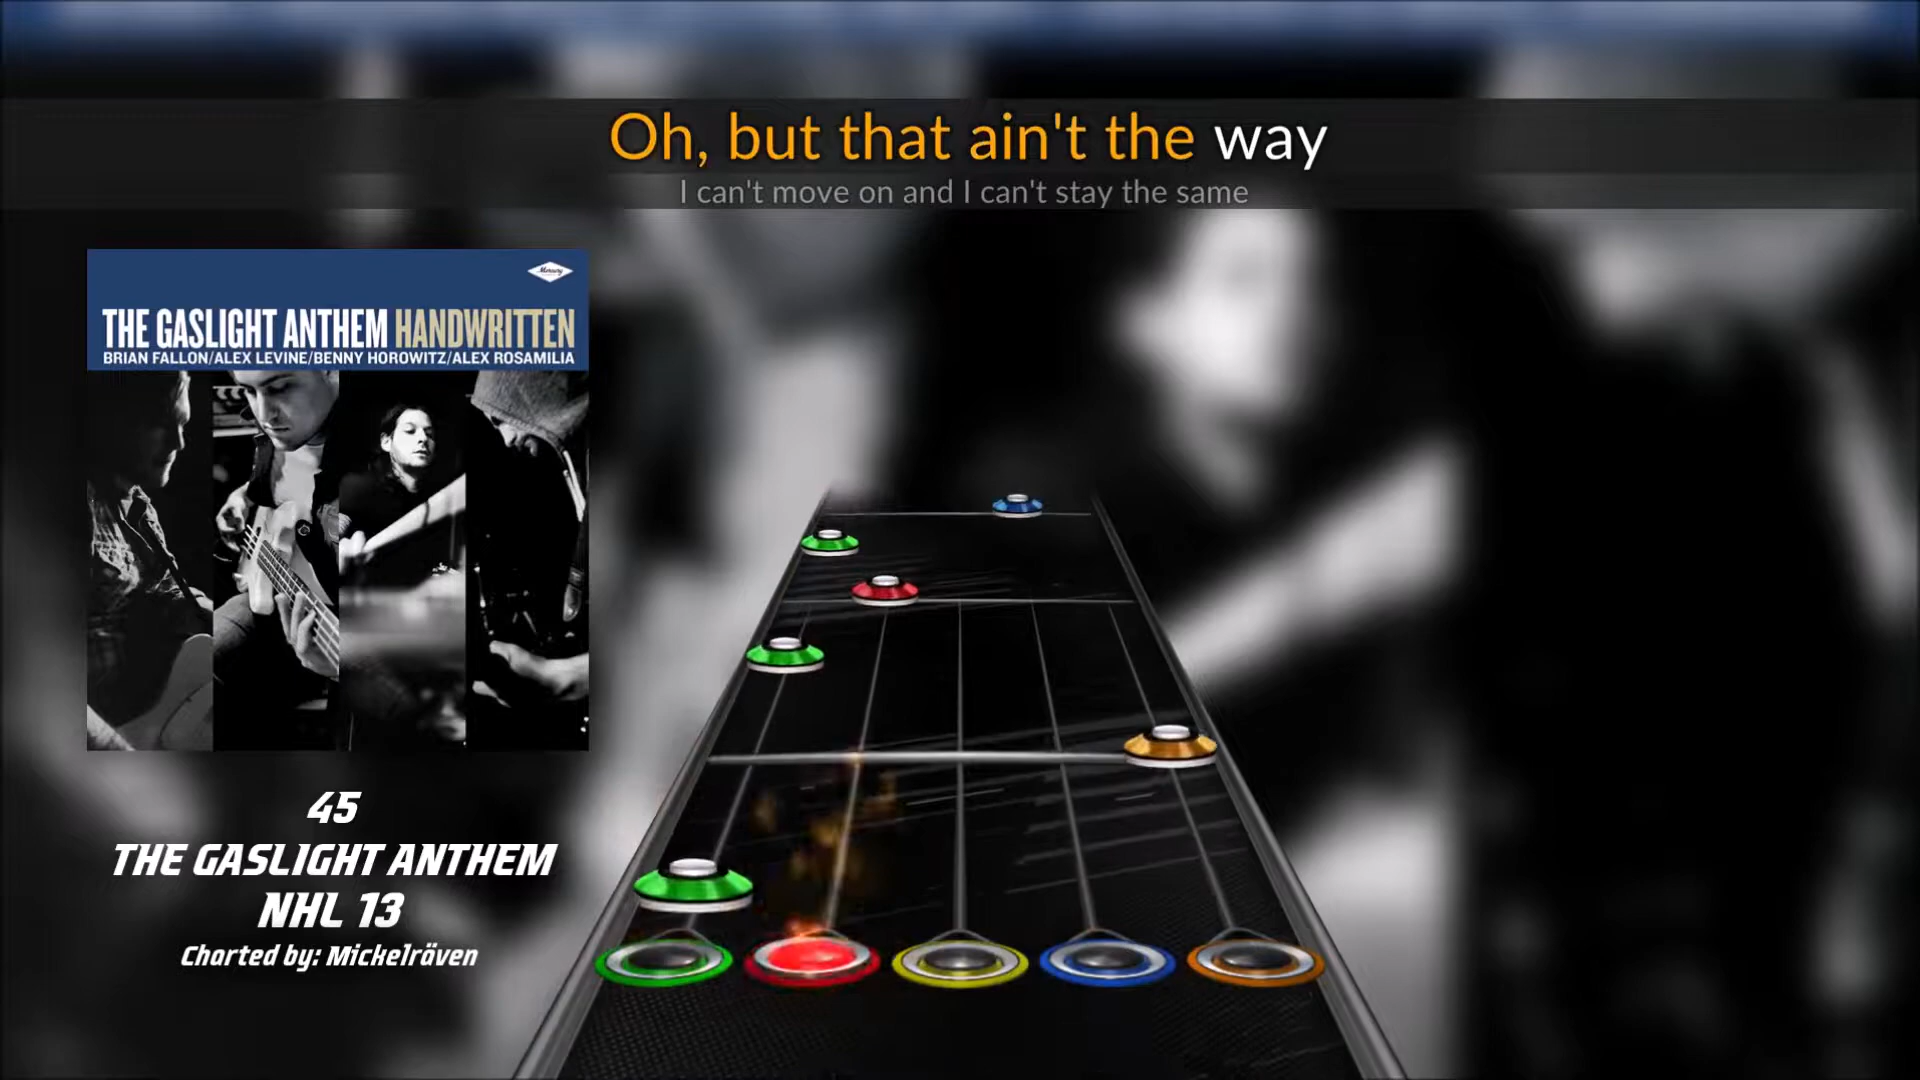 Oh, but that ain't the way
I can't move on and I can't stay the same
Mercury
THE GASLIGHT ANTHEM HANDWRITTEN
BRIAN FALLON/ALEX LEVINE/BENNY HOROWITZ/ALEX ROSAMILIA
45
THE GASLIGHT ANTHEM
NHL 13
Charted by: Mickelräven